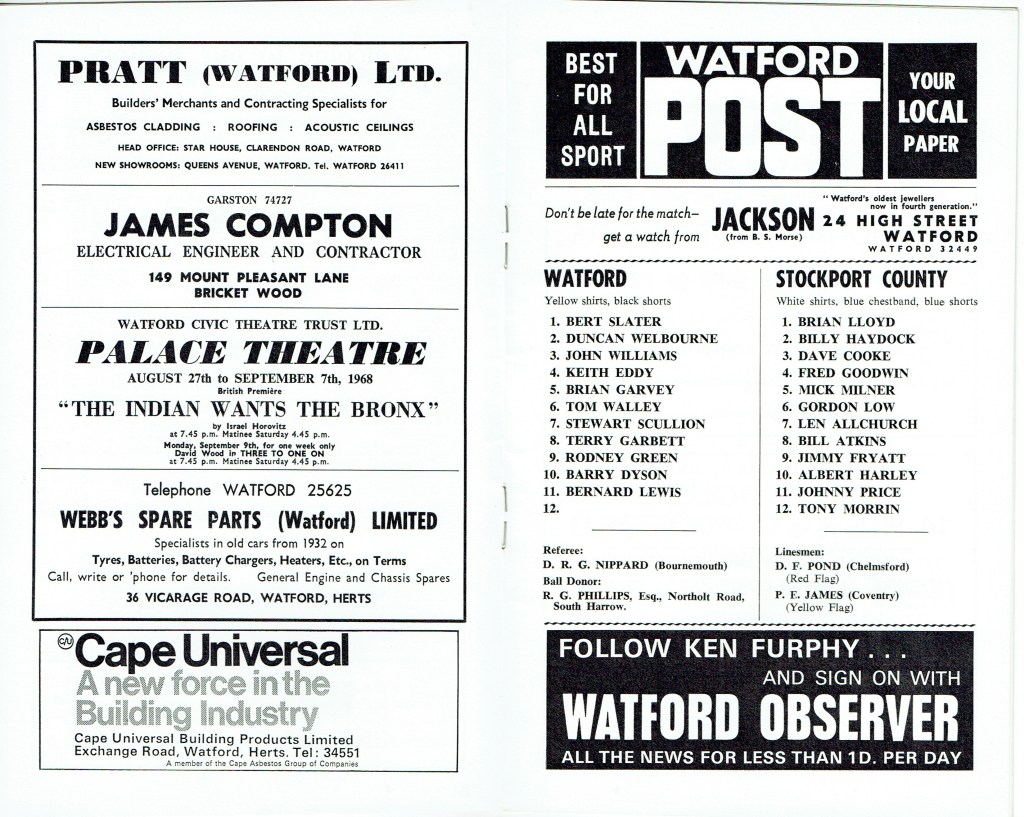 PRATT (WATFORD) LTD.
Builders' Merchants and Contracting Specialists for
ASBESTOS CLADDING : ROOFING : ACOUSTIC CEILINGS
HEAD OFFICE: STAR HOUSE, CLARENDON ROAD, WATFORD
NEW SHOWROOMS: QUEENS AVENUE, WATFORD. Tel. WATFORD 26411
GARSTON 74727
JAMES COMPTON
ELECTRICAL ENGINEER AND CONTRACTOR
149 MOUNT PLEASANT LANE
BRICKET WOOD
WATFORD CIVIC THEATRE TRUST LTD.
PALACE THEATRE
AUGUST 27th to SEPTEMBER 7th, 1968
British Première
"THE INDIAN WANTS THE BRONX"
by Israel Horovitz
at 7.45 p.m. Matinee Saturday 4.45 p.m.
Monday, September 9th, for one week only
David Wood in THREE TO ONE ON
at 7.45 p.m. Matinee Saturday 4.45 p.m.
Telephone WATFORD 25625
WEBB'S SPARE PARTS (Watford) LIMITED
Specialists in old cars from 1932 on
Tyres, Batteries, Battery Chargers, Heaters, Etc., on Terms
Call, write or 'phone for details. General Engine and Chassis Spares
36 VICARAGE ROAD, WATFORD, HERTS
C/U Cape Universal
A new force in the
Building Industry
Cape Universal Building Products Limited
Exchange Road, Watford, Herts. Tel: 34551
A member of the Cape Asbestos Group of Companies
BEST
FOR
ALL
SPORT
WATFORD
POST
YOUR
LOCAL
PAPER
Don't be late for the match–
get a watch from
JACKSON
(from B. S. Morse)
"Watford's oldest jewellers
now in fourth generation."
24 HIGH STREET
WATFORD
WATFORD 32449
WATFORD
Yellow shirts, black shorts
1. BERT SLATER
2. DUNCAN WELBOURNE
3. JOHN WILLIAMS
4. KEITH EDDY
5. BRIAN GARVEY
6. TOM WALLEY
7. STEWART SCULLION
8. TERRY GARBETT
9. RODNEY GREEN
10. BARRY DYSON
11. BERNARD LEWIS
12.
Referee:
D. R. G. NIPPARD (Bournemouth)
Ball Donor:
R. G. PHILLIPS, Esq., Northolt Road,
South Harrow.
STOCKPORT COUNTY
White shirts, blue chestband, blue shorts
1. BRIAN LLOYD
2. BILLY HAYDOCK
3. DAVE COOKE
4. FRED GOODWIN
5. MICK MILNER
6. GORDON LOW
7. LEN ALLCHURCH
8. BILL ATKINS
9. JIMMY FRYATT
10. ALBERT HARLEY
11. JOHNNY PRICE
12. TONY MORRIN
Linesmen:
D. F. POND (Chelmsford)
(Red Flag)
P. E. JAMES (Coventry)
(Yellow Flag)
FOLLOW KEN FURPHY . . .
AND SIGN ON WITH
WATFORD OBSERVER
ALL THE NEWS FOR LESS THAN 1D. PER DAY